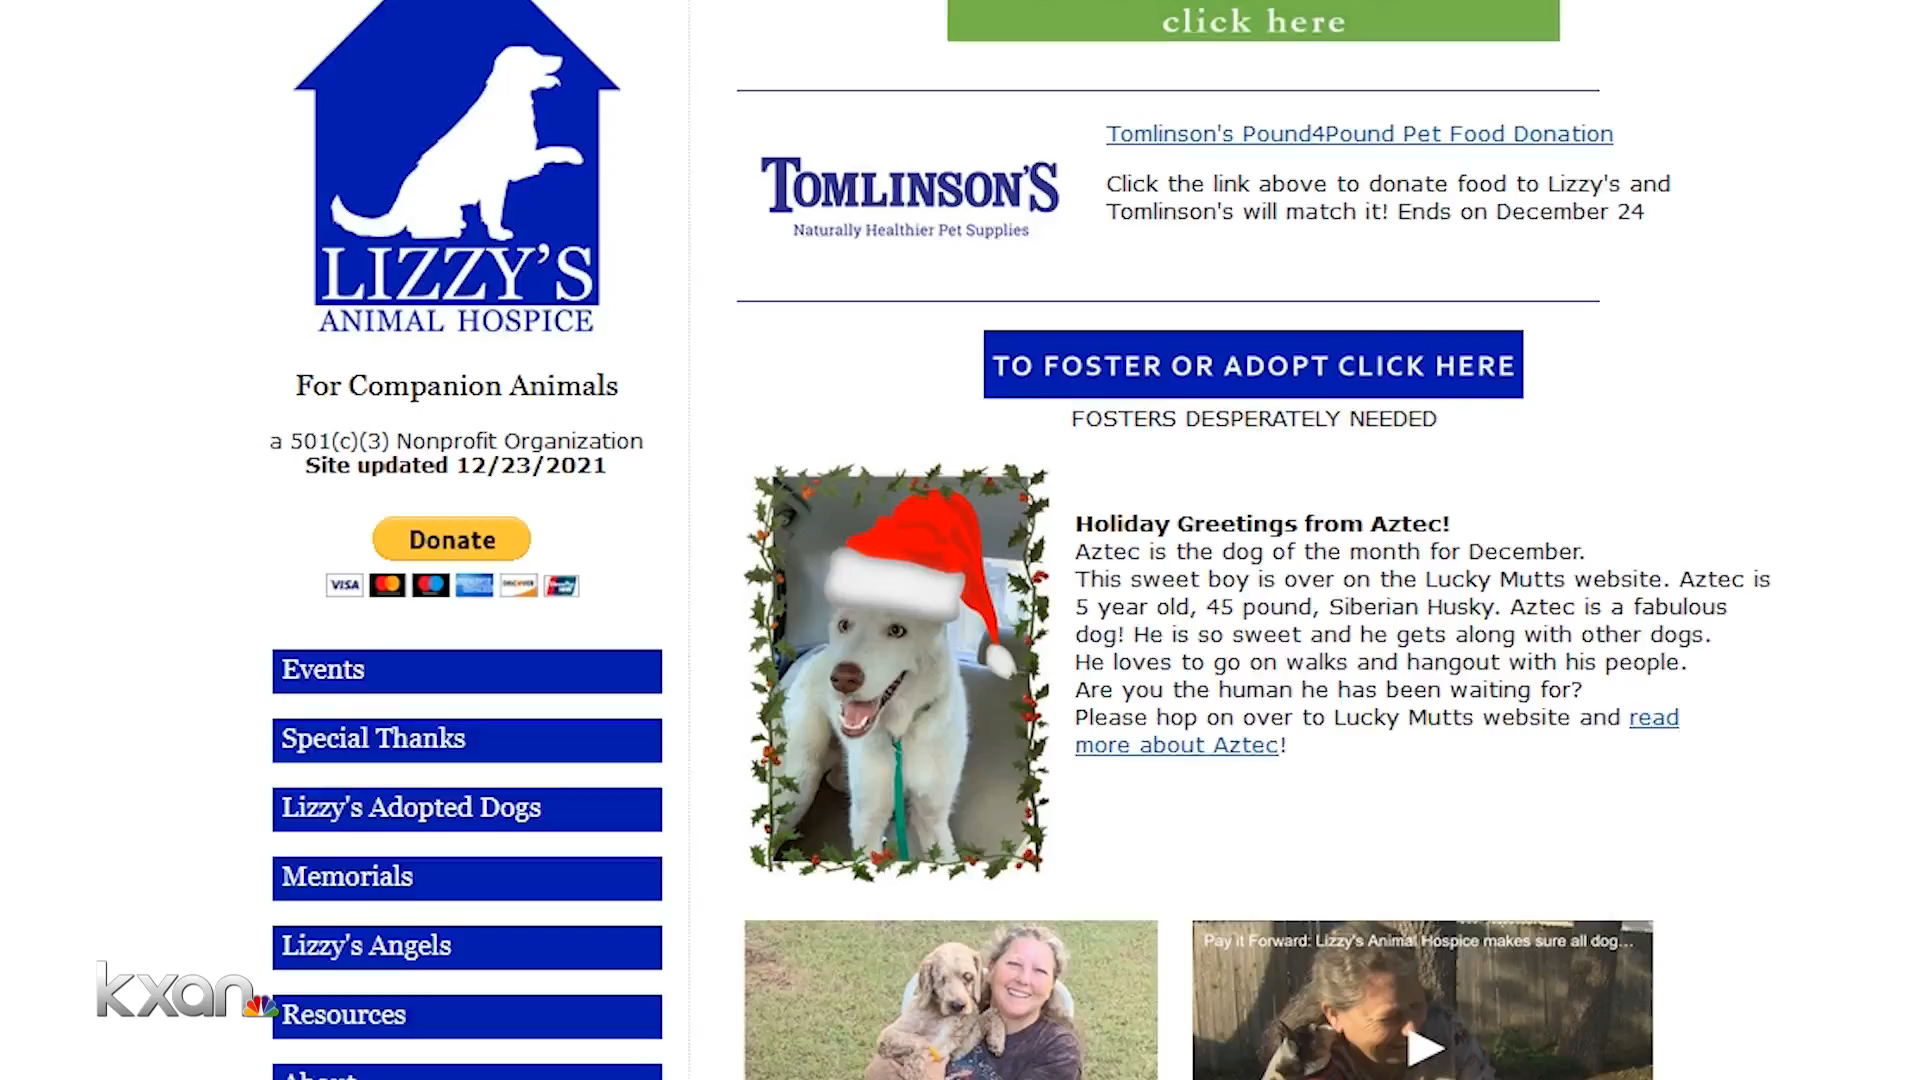 click here
LIZZY'S
ANIMAL HOSPICE
For Companion Animals
a 501(c)(3) Nonprofit Organization
Site updated 12/23/2021
Donate
VISA
DISCOVER
Events
Special Thanks
Lizzy's Adopted Dogs
Memorials
Lizzy's Angels
Resources
About
TOMLINSON'S
Naturally Healthier Pet Supplies
Tomlinson's Pound4Pound Pet Food Donation
Click the link above to donate food to Lizzy's and
Tomlinson's will match it! Ends on December 24
TO FOSTER OR ADOPT CLICK HERE
FOSTERS DESPERATELY NEEDED
Holiday Greetings from Aztec!
Aztec is the dog of the month for December.
This sweet boy is over on the Lucky Mutts website. Aztec is
5 year old, 45 pound, Siberian Husky. Aztec is a fabulous
dog! He is so sweet and he gets along with other dogs.
He loves to go on walks and hangout with his people.
Are you the human he has been waiting for?
Please hop on over to Lucky Mutts website and read
more about Aztec!
Pay it Forward: Lizzy's Animal Hospice makes sure all dog...
kxan